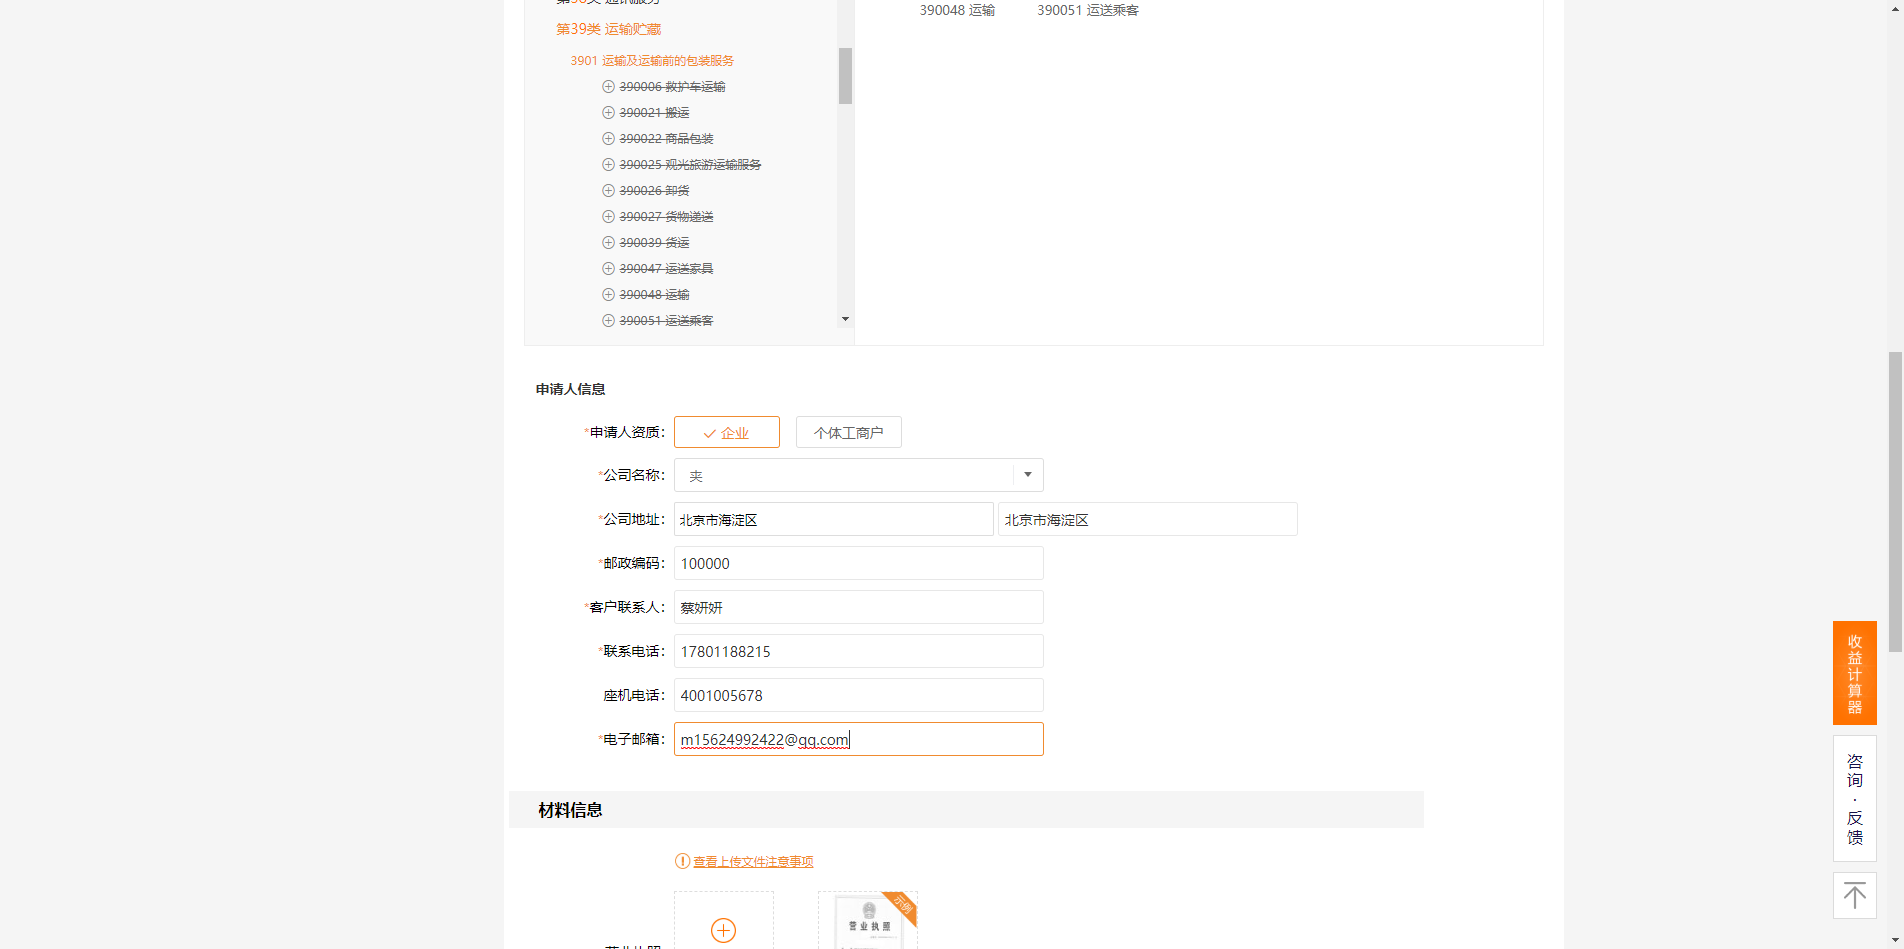 390048 运输 390051 运送乘客
第39类 运输贮藏
3901 运输及运输前的包装服务
390006 救护车运输
390021 搬运
390022 商品包装
390025 观光旅游运输服务
390026 卸货
390027 货物递送
390039 货运
390047 运送家具
390048 运输
390051 运送乘客
申请人信息
*申请人资质： 企业 个体工商户
*公司名称： 夹
*公司地址： 北京市海淀区 北京市海淀区
*邮政编码： 100000
*客户联系人： 蔡妍妍
*联系电话： 17801188215
座机电话： 4001005678
*电子邮箱： m15624992422@qq.com
收益计算器
咨询·反馈
材料信息
查看上传文件注意事项
示例
营业执照